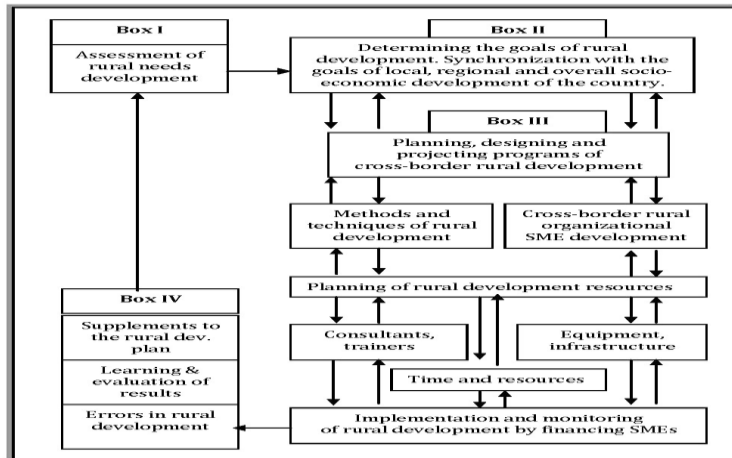 Box I
Assessment of
rural needs
development
Box II
Determining the goals of rural
development. Synchronization with the
goals of local, regional and overall socio-
economic development of the country.
Box III
Planning, designing and
projecting programs of
cross-border rural development
Methods and
techniques of rural
development
Cross-border rural
organizational
SME development
Planning of rural development resources
Box IV
Supplements to
the rural dev.
plan
Learning &
evaluation of
results
Errors in rural
development
Consultants,
trainers
Equipment,
infrastructure
Time and resources
Implementation and monitoring
of rural development by financing SMEs